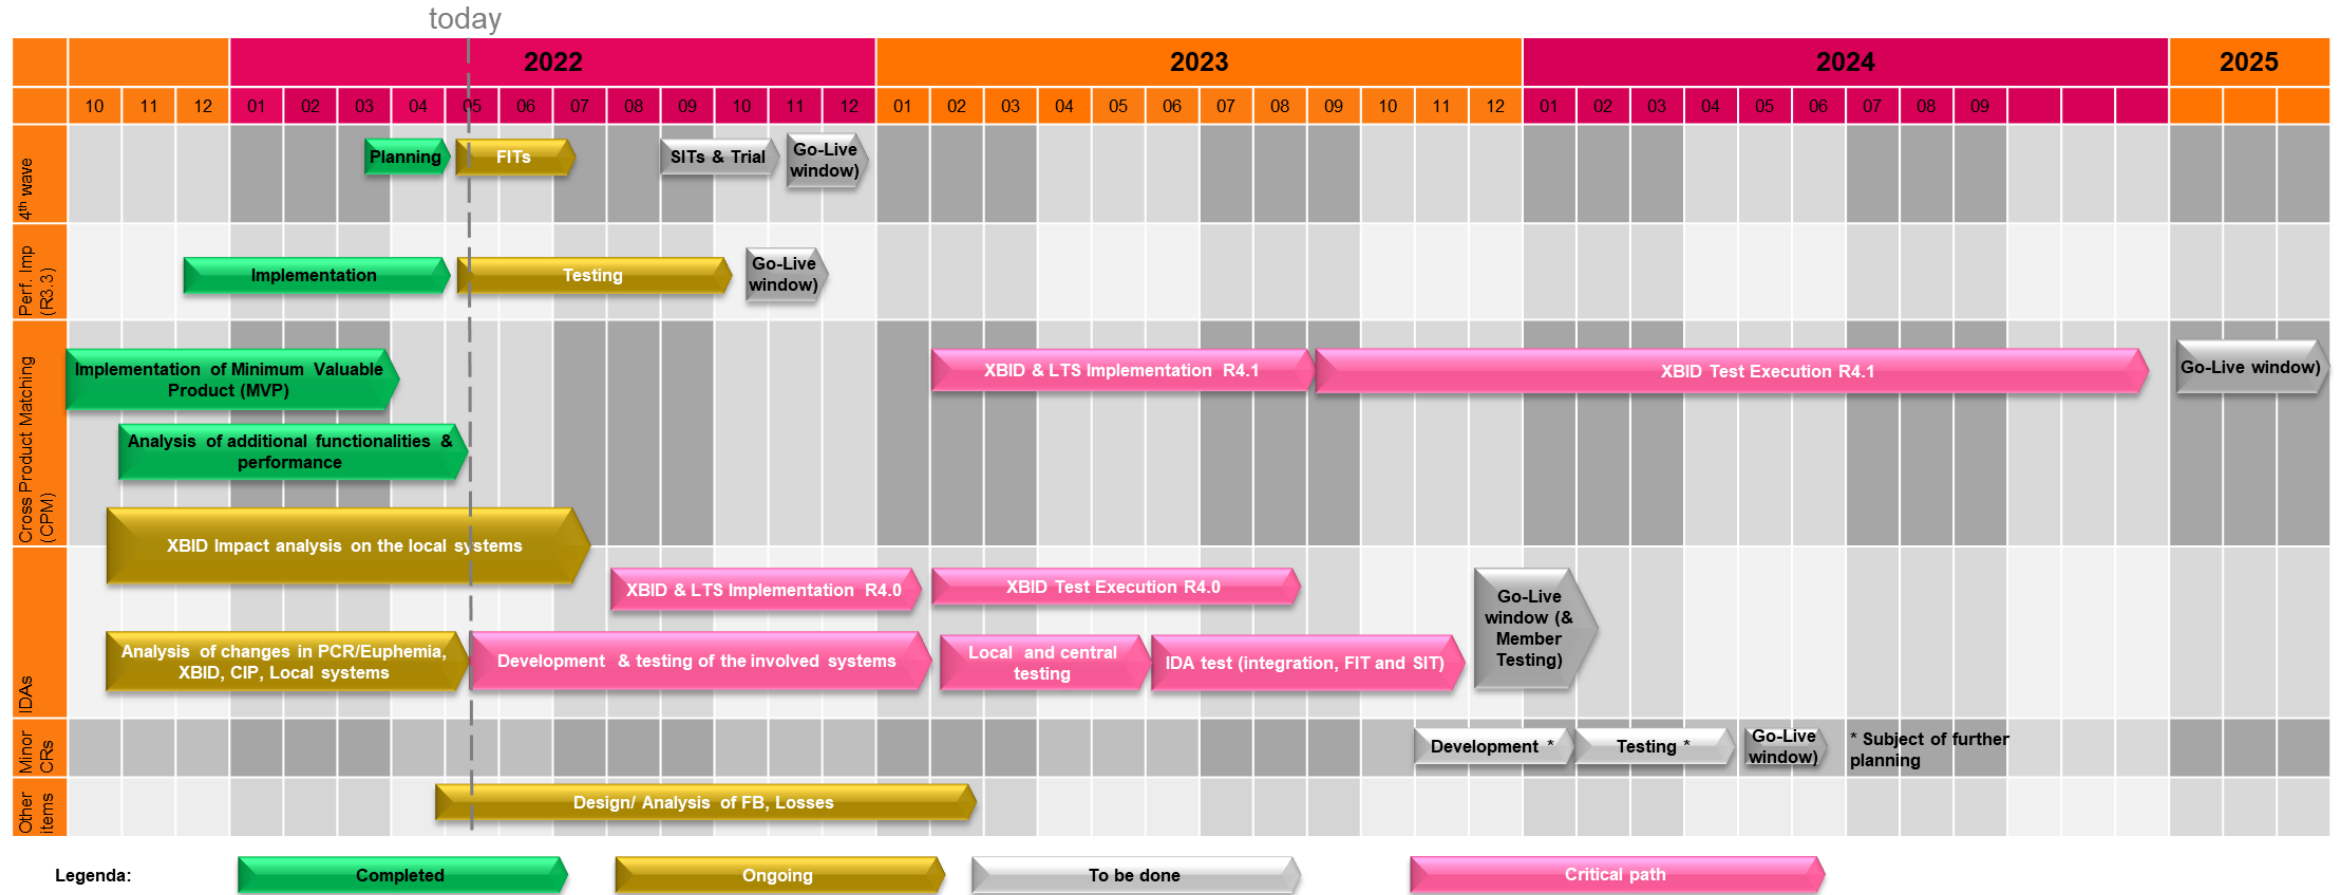 today
2022 2023 2024 2025
10 11 12 01 02 03 04 05 06 07 08 09 10 11 12 01 02 03 04 05 06 07 08 09 10 11 12 01 02 03 04 05 06 07 08 09
4th wave
Planning
FITs
SITs & Trial
Go-Live
window)
Perf. Imp
(R3.3)
Implementation
Testing
Go-Live
window)
Cross Product Matching
(CPM)
Implementation of Minimum Valuable
Product (MVP)
XBID & LTS Implementation R4.1
XBID Test Execution R4.1
Go-Live window)
Analysis of additional functionalities &
performance
XBID Impact analysis on the local systems
IDAs
XBID & LTS Implementation R4.0
XBID Test Execution R4.0
Go-Live
window (&
Member
Testing)
Analysis of changes in PCR/Euphemia,
XBID, CIP, Local systems
Development & testing of the involved systems
Local and central
testing
IDA test (integration, FIT and SIT)
Minor
CRs
Development *
Testing *
Go-Live
window)
* Subject of further
planning
Other
items
Design/ Analysis of FB, Losses
Legenda:
Completed
Ongoing
To be done
Critical path